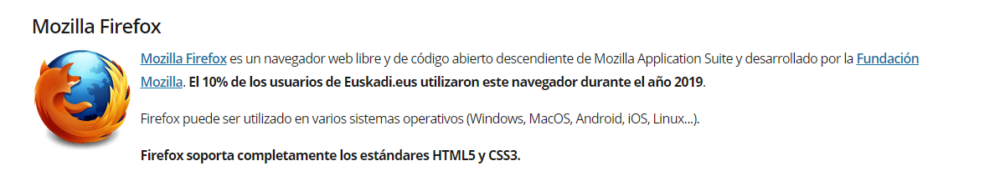 Mozilla Firefox
Mozilla Firefox es un navegador web libre y de código abierto descendiente de Mozilla Application Suite y desarrollado por la Fundación
Mozilla. El 10% de los usuarios de Euskadi.eus utilizaron este navegador durante el año 2019.
Firefox puede ser utilizado en varios sistemas operativos (Windows, MacOS, Android, iOS, Linux...).
Firefox soporta completamente los estándares HTML5 y CSS3.